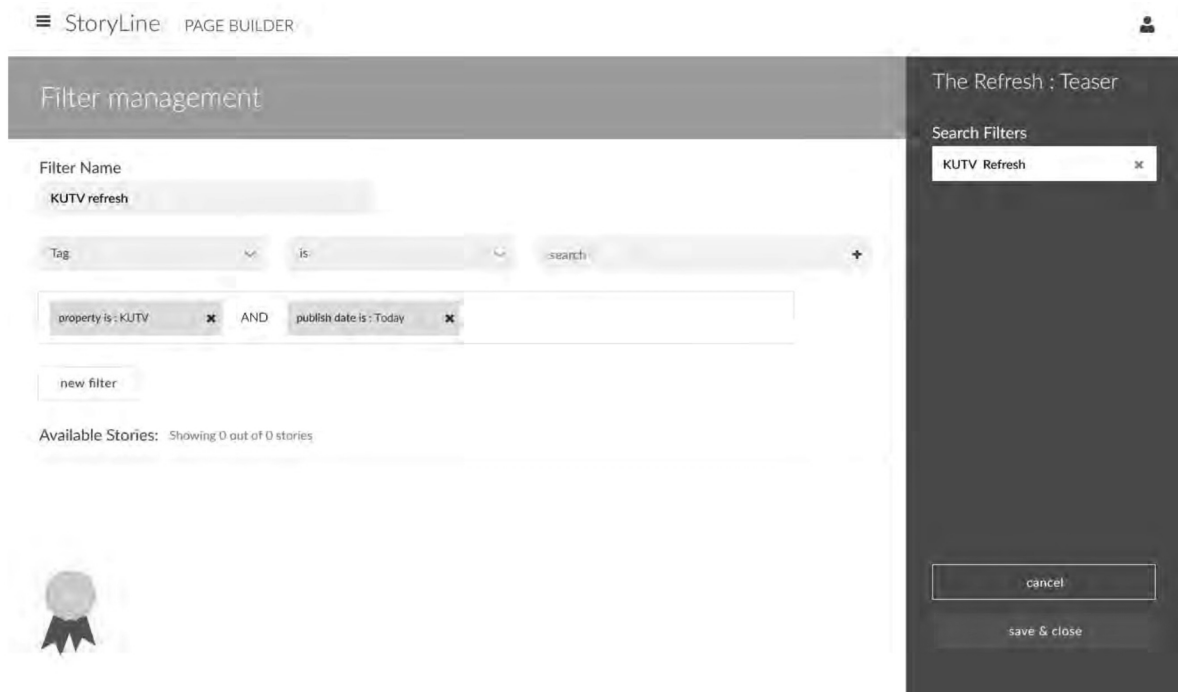 StoryLine PAGE BUILDER
Filter management
Filter Name
KUTV refresh
Tag is search
property is : KUTV AND publish date is : Today
new filter
Available Stories: Showing 0 out of 0 stories
The Refresh : Teaser
Search Filters
KUTV Refresh
cancel
save & close